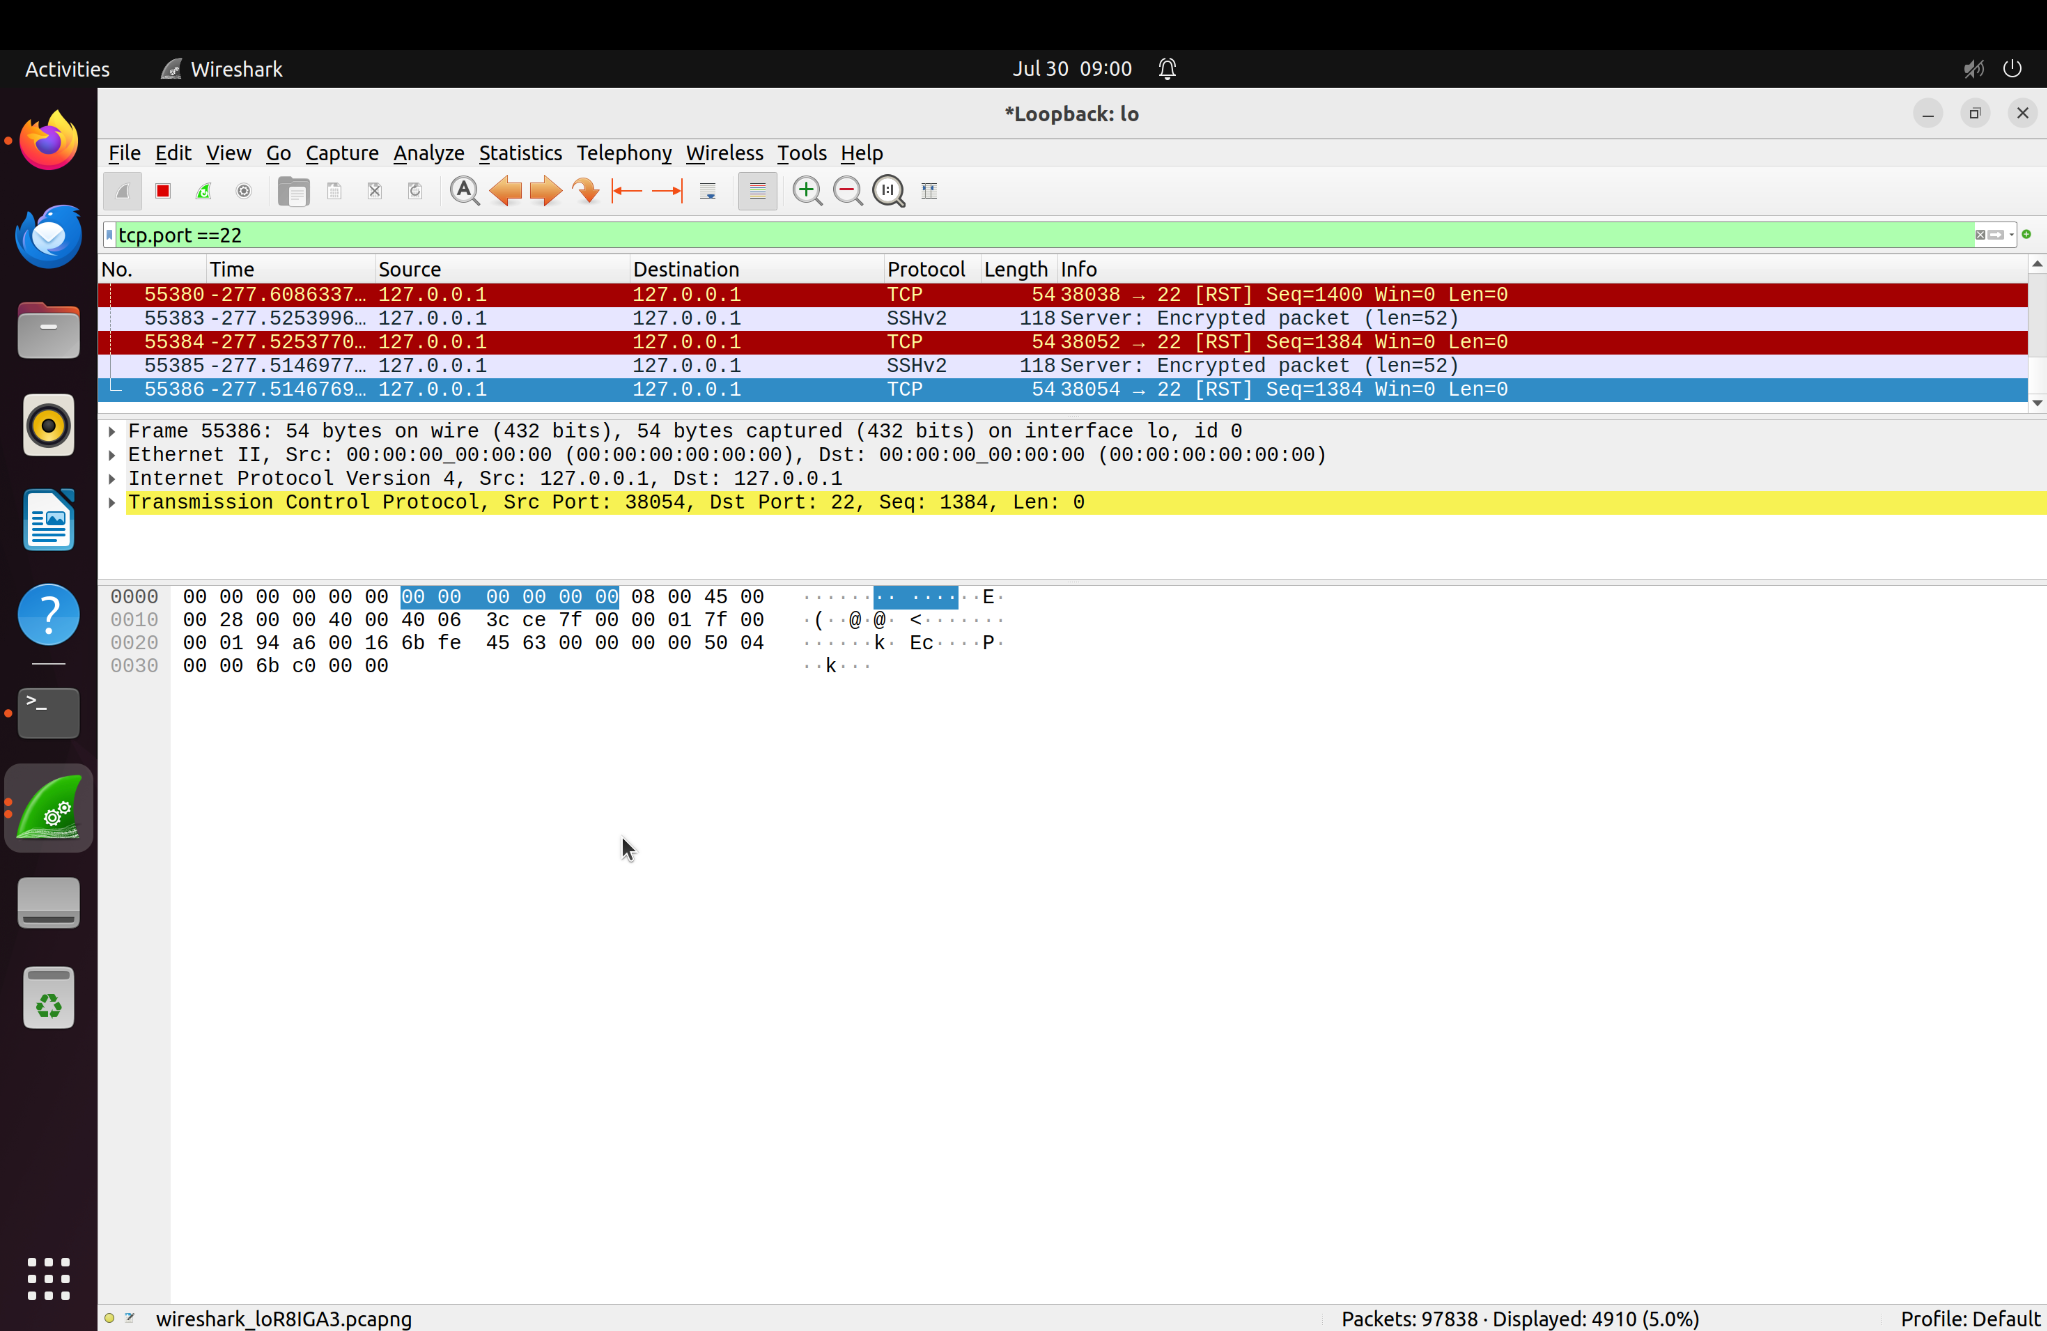 Activities Wireshark Jul 30 09:00
*Loopback: lo
File Edit View Go Capture Analyze Statistics Telephony Wireless Tools Help
tcp.port ==22
No. Time Source Destination Protocol Length Info
55380 -277.6086337… 127.0.0.1 127.0.0.1 TCP 54 38038 → 22 [RST] Seq=1400 Win=0 Len=0
55383 -277.5253996… 127.0.0.1 127.0.0.1 SSHv2 118 Server: Encrypted packet (len=52)
55384 -277.5253770… 127.0.0.1 127.0.0.1 TCP 54 38052 → 22 [RST] Seq=1384 Win=0 Len=0
55385 -277.5146977… 127.0.0.1 127.0.0.1 SSHv2 118 Server: Encrypted packet (len=52)
55386 -277.5146769… 127.0.0.1 127.0.0.1 TCP 54 38054 → 22 [RST] Seq=1384 Win=0 Len=0
Frame 55386: 54 bytes on wire (432 bits), 54 bytes captured (432 bits) on interface lo, id 0
Ethernet II, Src: 00:00:00_00:00:00 (00:00:00:00:00:00), Dst: 00:00:00_00:00:00 (00:00:00:00:00:00)
Internet Protocol Version 4, Src: 127.0.0.1, Dst: 127.0.0.1
Transmission Control Protocol, Src Port: 38054, Dst Port: 22, Seq: 1384, Len: 0
0000 00 00 00 00 00 00 00 00 00 00 00 00 08 00 45 00 ······ ·· ······E·
0010 00 28 00 00 40 00 40 06 3c ce 7f 00 00 01 7f 00 ·(··@·@· <·······
0020 00 01 94 a6 00 16 6b fe 45 63 00 00 00 00 50 04 ······k· Ec····P·
0030 00 00 6b c0 00 00 ··k···
wireshark_loR8IGA3.pcapng Packets: 97838 · Displayed: 4910 (5.0%) Profile: Default